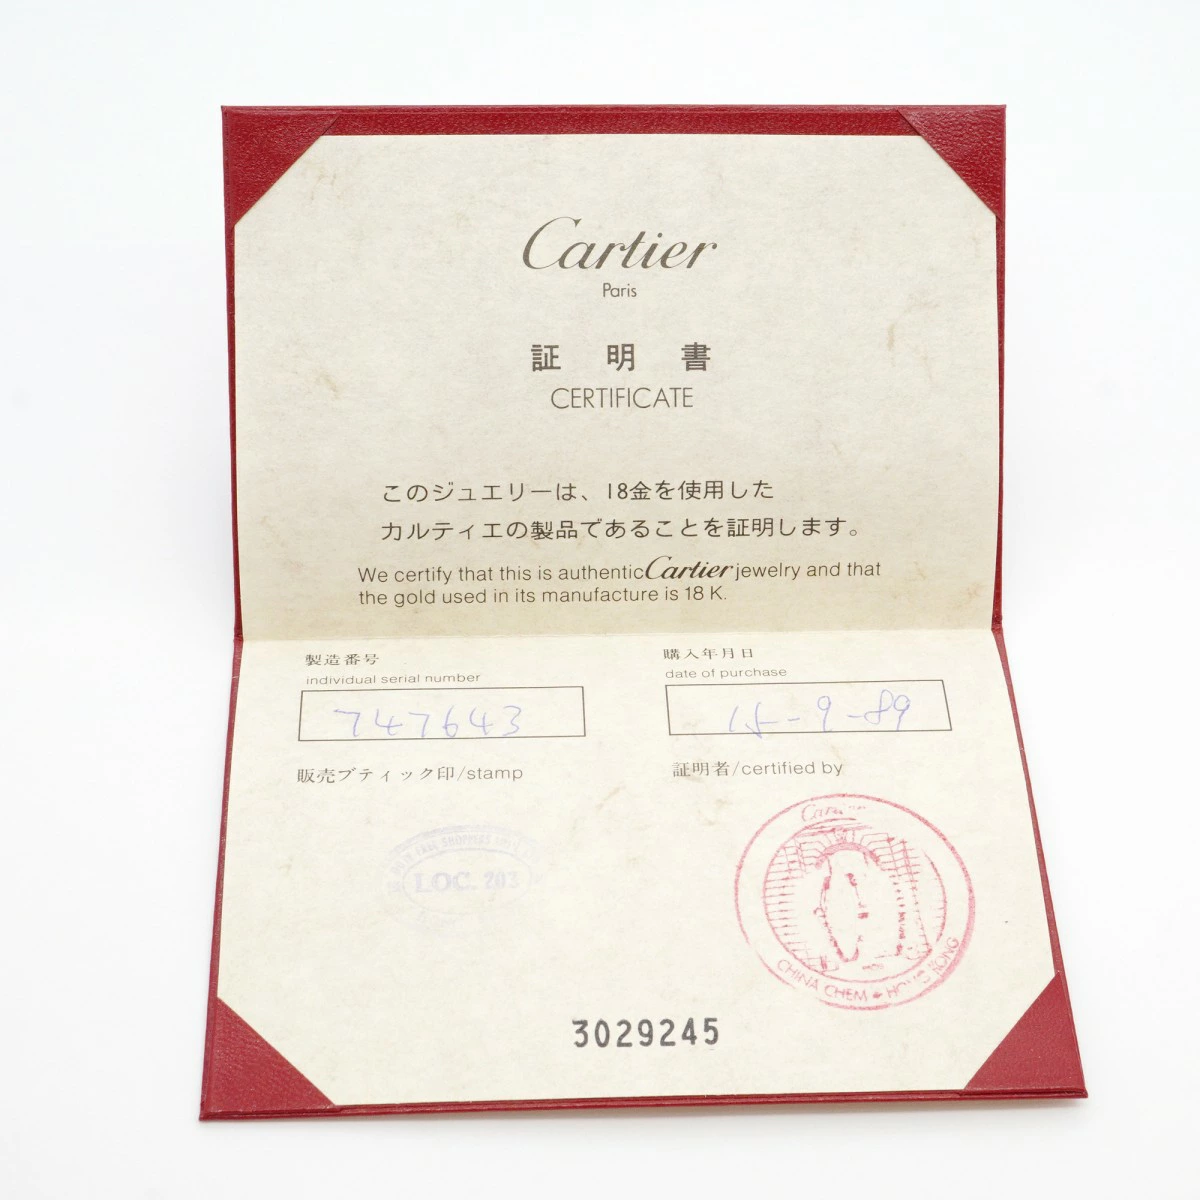 Cartier
Paris
証明書
CERTIFICATE
このジュエリーは、18金を使用した
カルティエの製品であることを証明します。
We certify that this is authentic Cartier jewelry and that
the gold used in its manufacture is 18 K.
製造番号
individual serial number
747643
購入年月日
date of purchase
15-9-89
販売ブティック印/stamp
証明者/certified by
SHOPPERS
LOC. 203
Cartier
CHINA CHEM HONG KONG
3029245